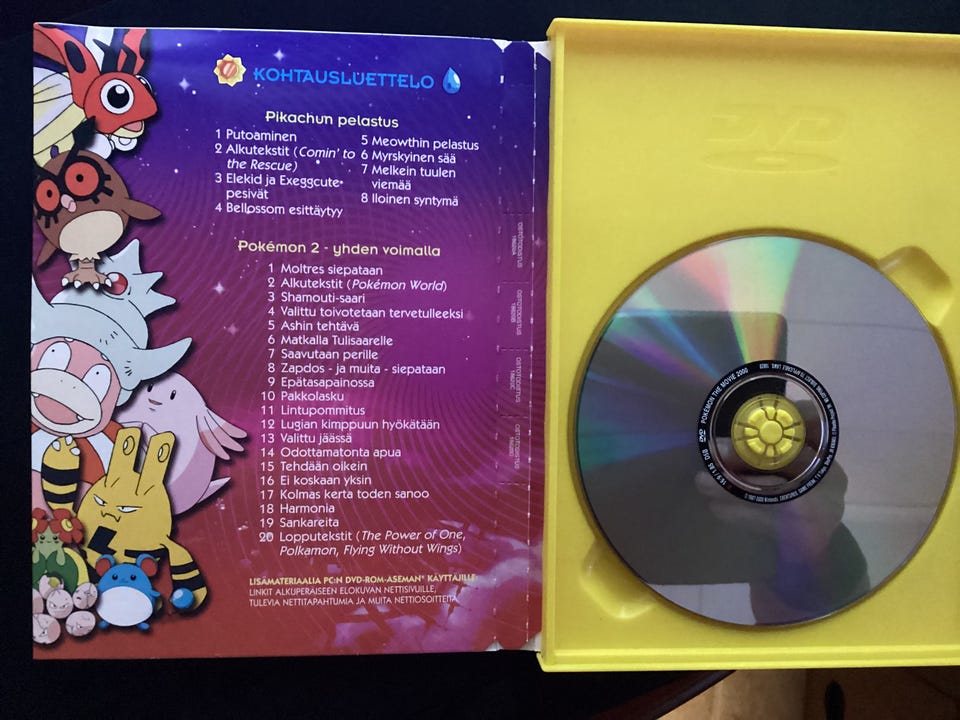 KOHTAUSLUETTELO
Pikachun pelastus
1 Putoaminen
2 Alkutekstit (Comin' to
the Rescue)
3 Elekid ja Exeggcute-
pesivät
4 Bellossom esittäytyy
5 Meowthin pelastus
6 Myrskyinen sää
7 Melkein tuulen
viemää
8 Iloinen syntymä
Pokémon 2 - yhden voimalla
1 Moltres siepataan
2 Alkutekstit (Pokémon World)
3 Shamouti-saari
4 Valittu toivotetaan tervetulleeksi
5 Ashin tehtävä
6 Matkalla Tulisaarelle
7 Saavutaan perille
8 Zapdos - ja muita - siepataan
9 Epätasapainossa
10 Pakkolasku
11 Lintupommitus
12 Lugian kimppuun hyökätään
13 Valittu jäässä
14 Odottamatonta apua
15 Tehdään oikein
16 Ei koskaan yksin
17 Kolmas kerta toden sanoo
18 Harmonia
19 Sankareita
20 Lopputekstit (The Power of One,
Polkamon, Flying Without Wings)
LISÄMATERIAALIA PC:N DVD-ROM-ASEMAN* KÄYTTÄJILLE:
LINKIT ALKUPERÄISEEN ELOKUVAN NETTISIVUILLE,
TULEVIA NETTITAPAHTUMIA JA MUITA NETTIOSOITTEITA.
OSTOTODISTUS
OSTOTODISTUS
OSTOTODISTUS
OSTOTODISTUS
DVD
DVD POKÉMON THE MOVIE 2000